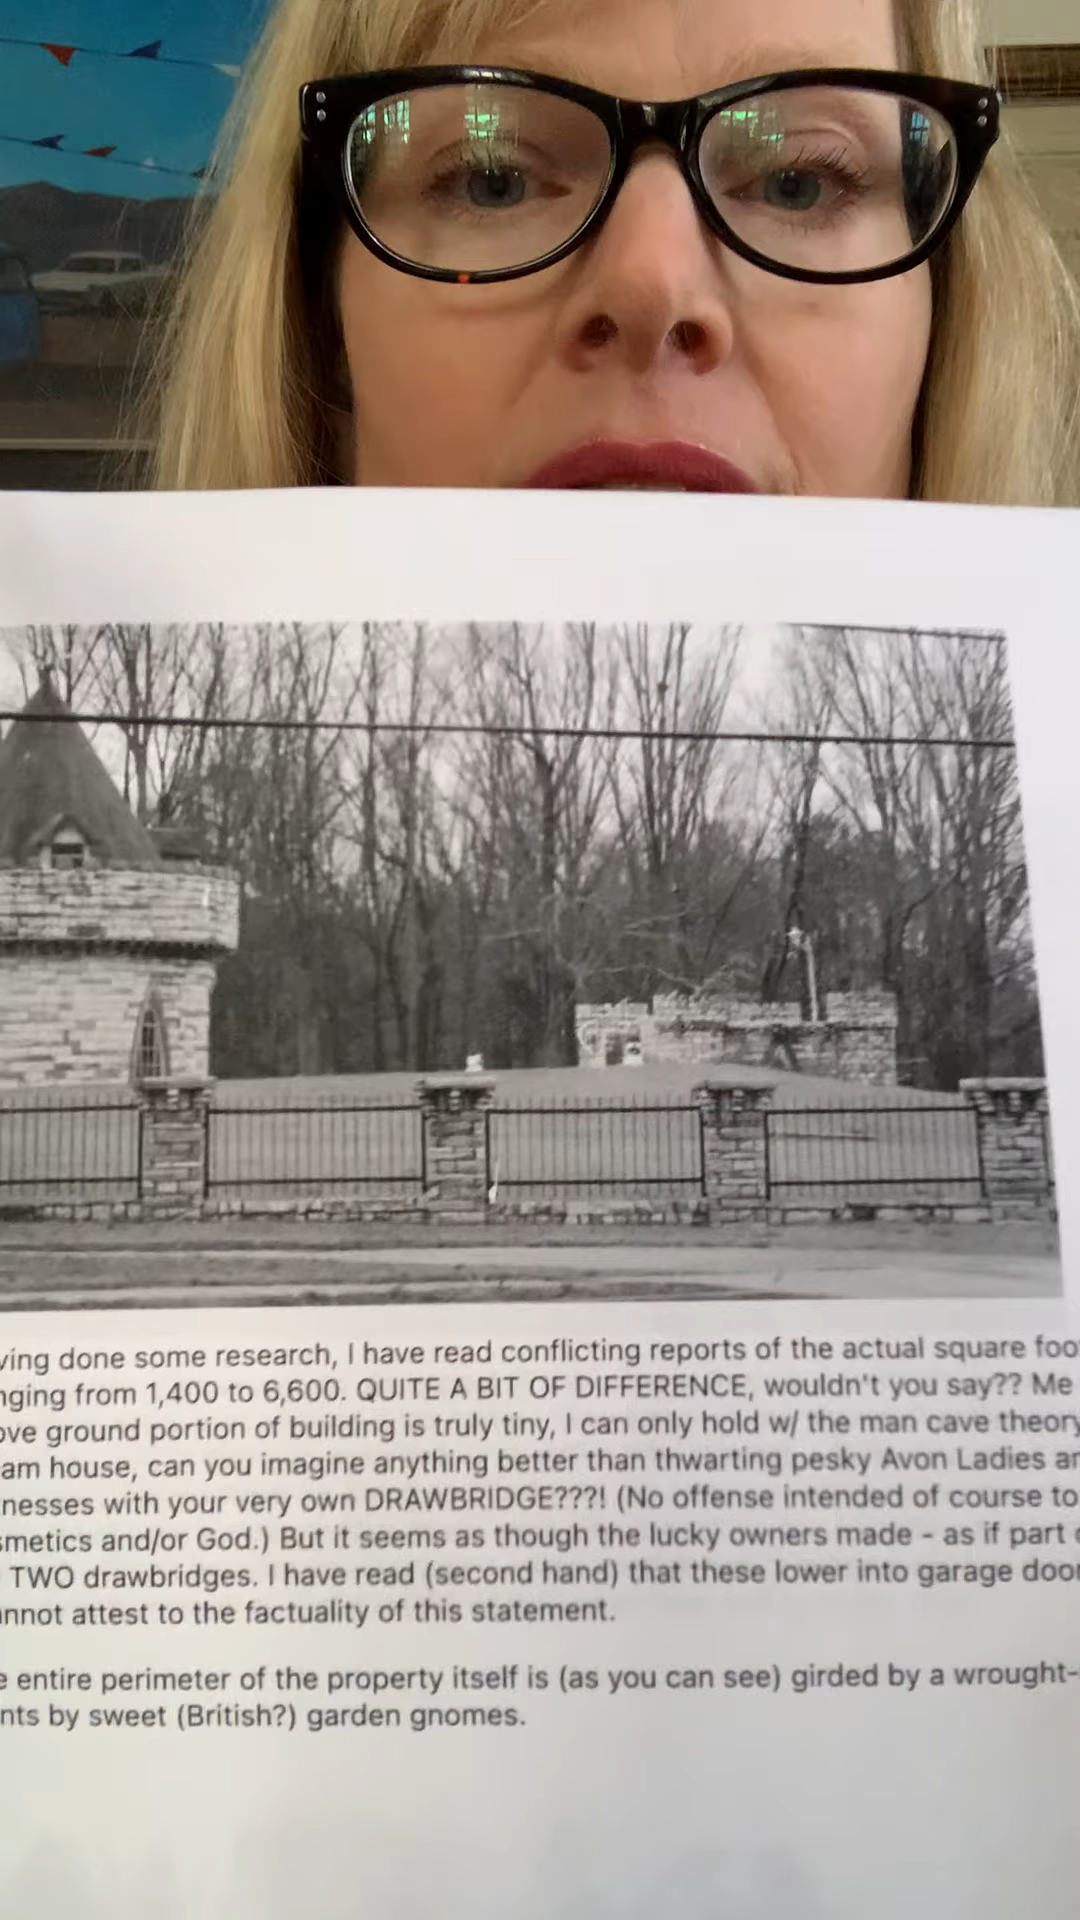 ving done some research, I have read conflicting reports of the actual square foo
nging from 1,400 to 6,600. QUITE A BIT OF DIFFERENCE, wouldn't you say?? Me
ove ground portion of building is truly tiny, I can only hold w/ the man cave theory
am house, can you imagine anything better than thwarting pesky Avon Ladies an
nesses with your very own DRAWBRIDGE???! (No offense intended of course to
smetics and/or God.) But it seems as though the lucky owners made - as if part o
TWO drawbridges. I have read (second hand) that these lower into garage door
nnot attest to the factuality of this statement.
e entire perimeter of the property itself is (as you can see) girded by a wrought-
nts by sweet (British?) garden gnomes.